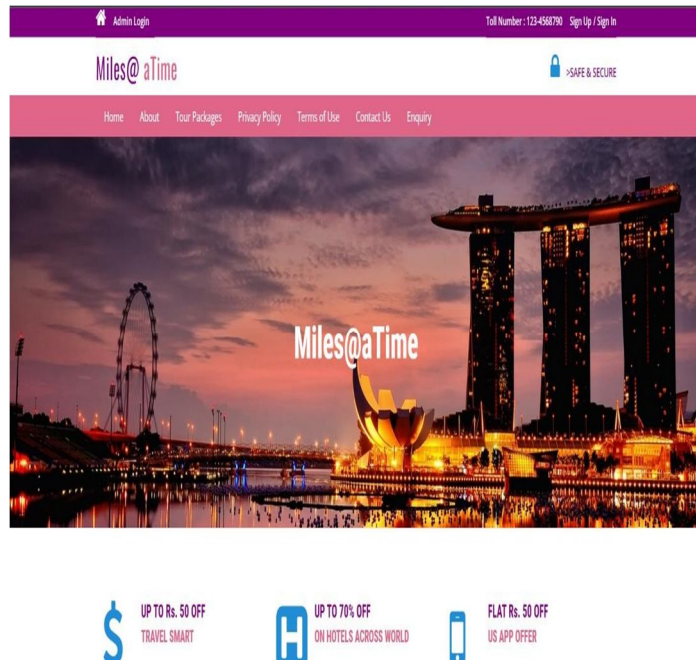 Admin Login
Toll Number : 123-4568790 Sign Up / Sign In
Miles@ aTime
>SAFE & SECURE
Home About Tour Packages Privacy Policy Terms of Use Contact Us Enquiry
Miles@aTime
UP TO Rs. 50 OFF
TRAVEL SMART
UP TO 70% OFF
ON HOTELS ACROSS WORLD
FLAT Rs. 50 OFF
US APP OFFER